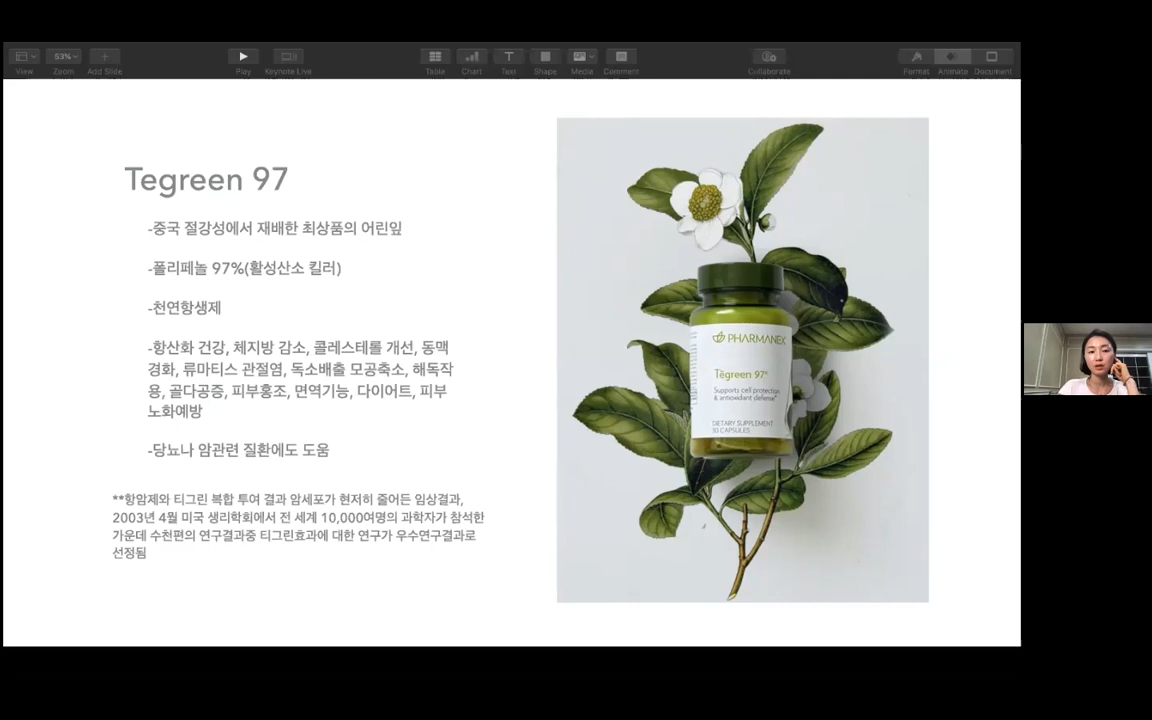 53%
View
Zoom
Add Slide
Play
Keynote Live
Table
Chart
Text
Shape
Media
Comment
Collaborate
Format
Animate
Document
Tegreen 97
-중국 절강성에서 재배한 최상품의 어린잎
-폴리페놀 97%(활성산소 킬러)
-천연항생제
-항산화 건강, 체지방 감소, 콜레스테롤 개선, 동맥
경화, 류마티스 관절염, 독소배출 모공축소, 해독작
용, 골다공증, 피부홍조, 면역기능, 다이어트, 피부
노화예방
-당뇨나 암관련 질환에도 도움
**항암제와 티그린 복합 투여 결과 암세포가 현저히 줄어든 임상결과,
2003년 4월 미국 생리학회에서 전 세계 10,000여명의 과학자가 참석한
가운데 수천편의 연구결과중 티그린효과에 대한 연구가 우수연구결과로
선정됨
PHARMANEX
Tēgreen 97®
Supports cell protection
& antioxidant defense*
DIETARY SUPPLEMENT
30 CAPSULES